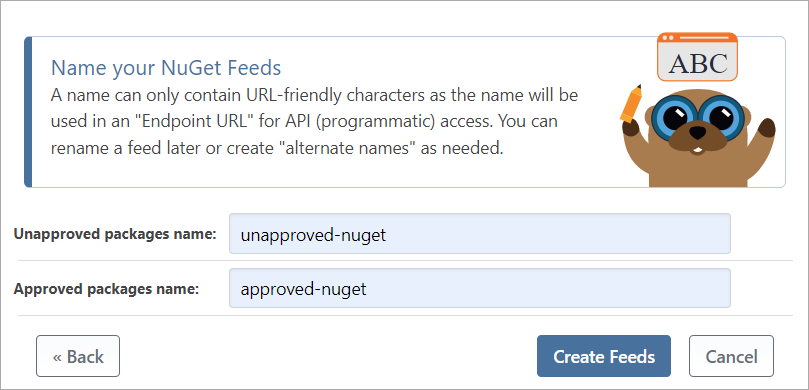 ABC
Name your NuGet Feeds
A name can only contain URL-friendly characters as the name will be
used in an "Endpoint URL" for API (programmatic) access. You can
rename a feed later or create "alternate names" as needed.
Unapproved packages name: unapproved-nuget
Approved packages name: approved-nuget
« Back Create Feeds Cancel